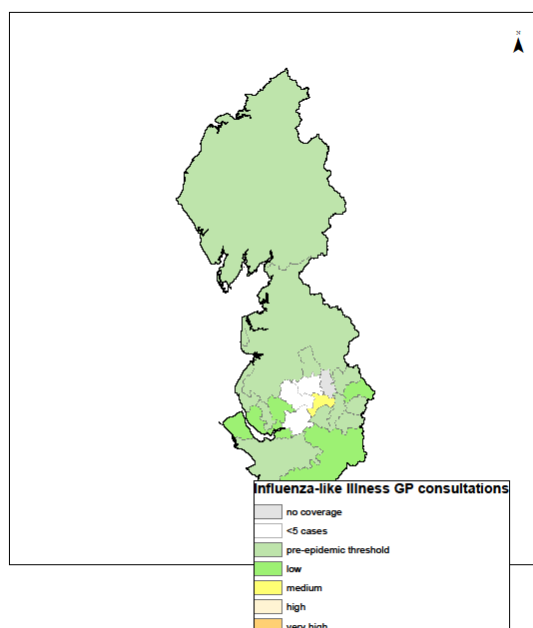 N
Influenza-like Illness GP consultations
no coverage
<5 cases
pre-epidemic threshold
low
medium
high
very high